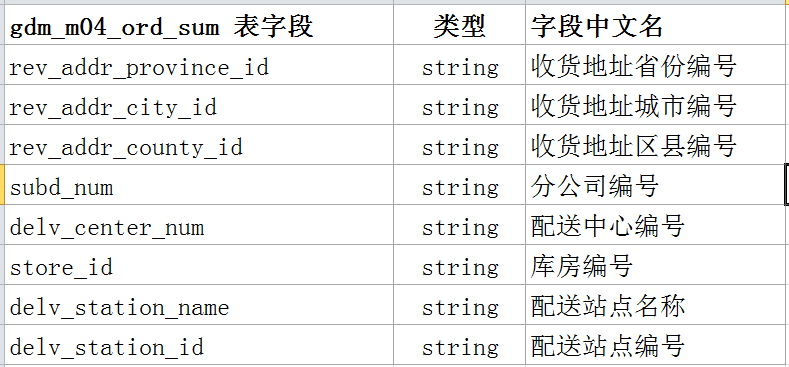 gdm_m04_ord_sum 表字段 类型 字段中文名
rev_addr_province_id string 收货地址省份编号
rev_addr_city_id string 收货地址城市编号
rev_addr_county_id string 收货地址区县编号
subd_num string 分公司编号
delv_center_num string 配送中心编号
store_id string 库房编号
delv_station_name string 配送站点名称
delv_station_id string 配送站点编号